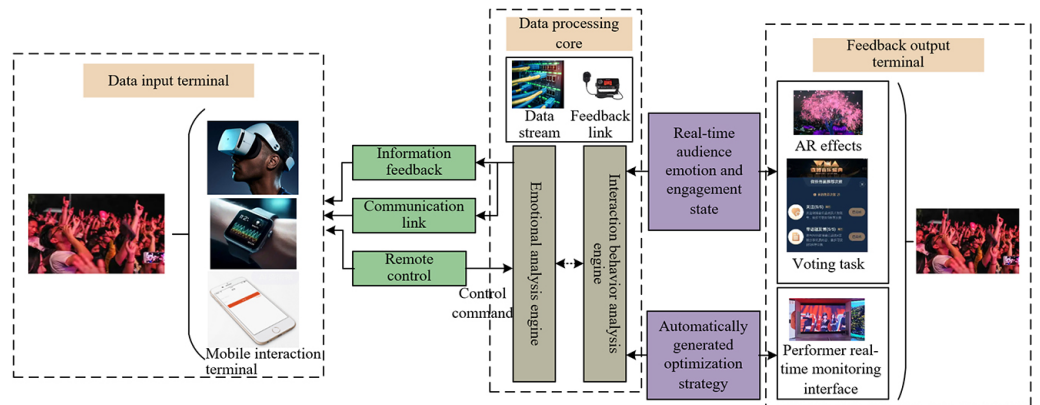 Data input terminal
Mobile interaction
terminal
Information
feedback
Communication
link
Remote
control
Control
command
Data processing
core
Data
stream
Feedback
link
Emotional analysis engine
Interaction behavior analysis
engine
Real-time
audience
emotion and
engagement
state
Automatically
generated
optimization
strategy
Feedback output
terminal
AR effects
Voting task
Performer real-
time monitoring
interface